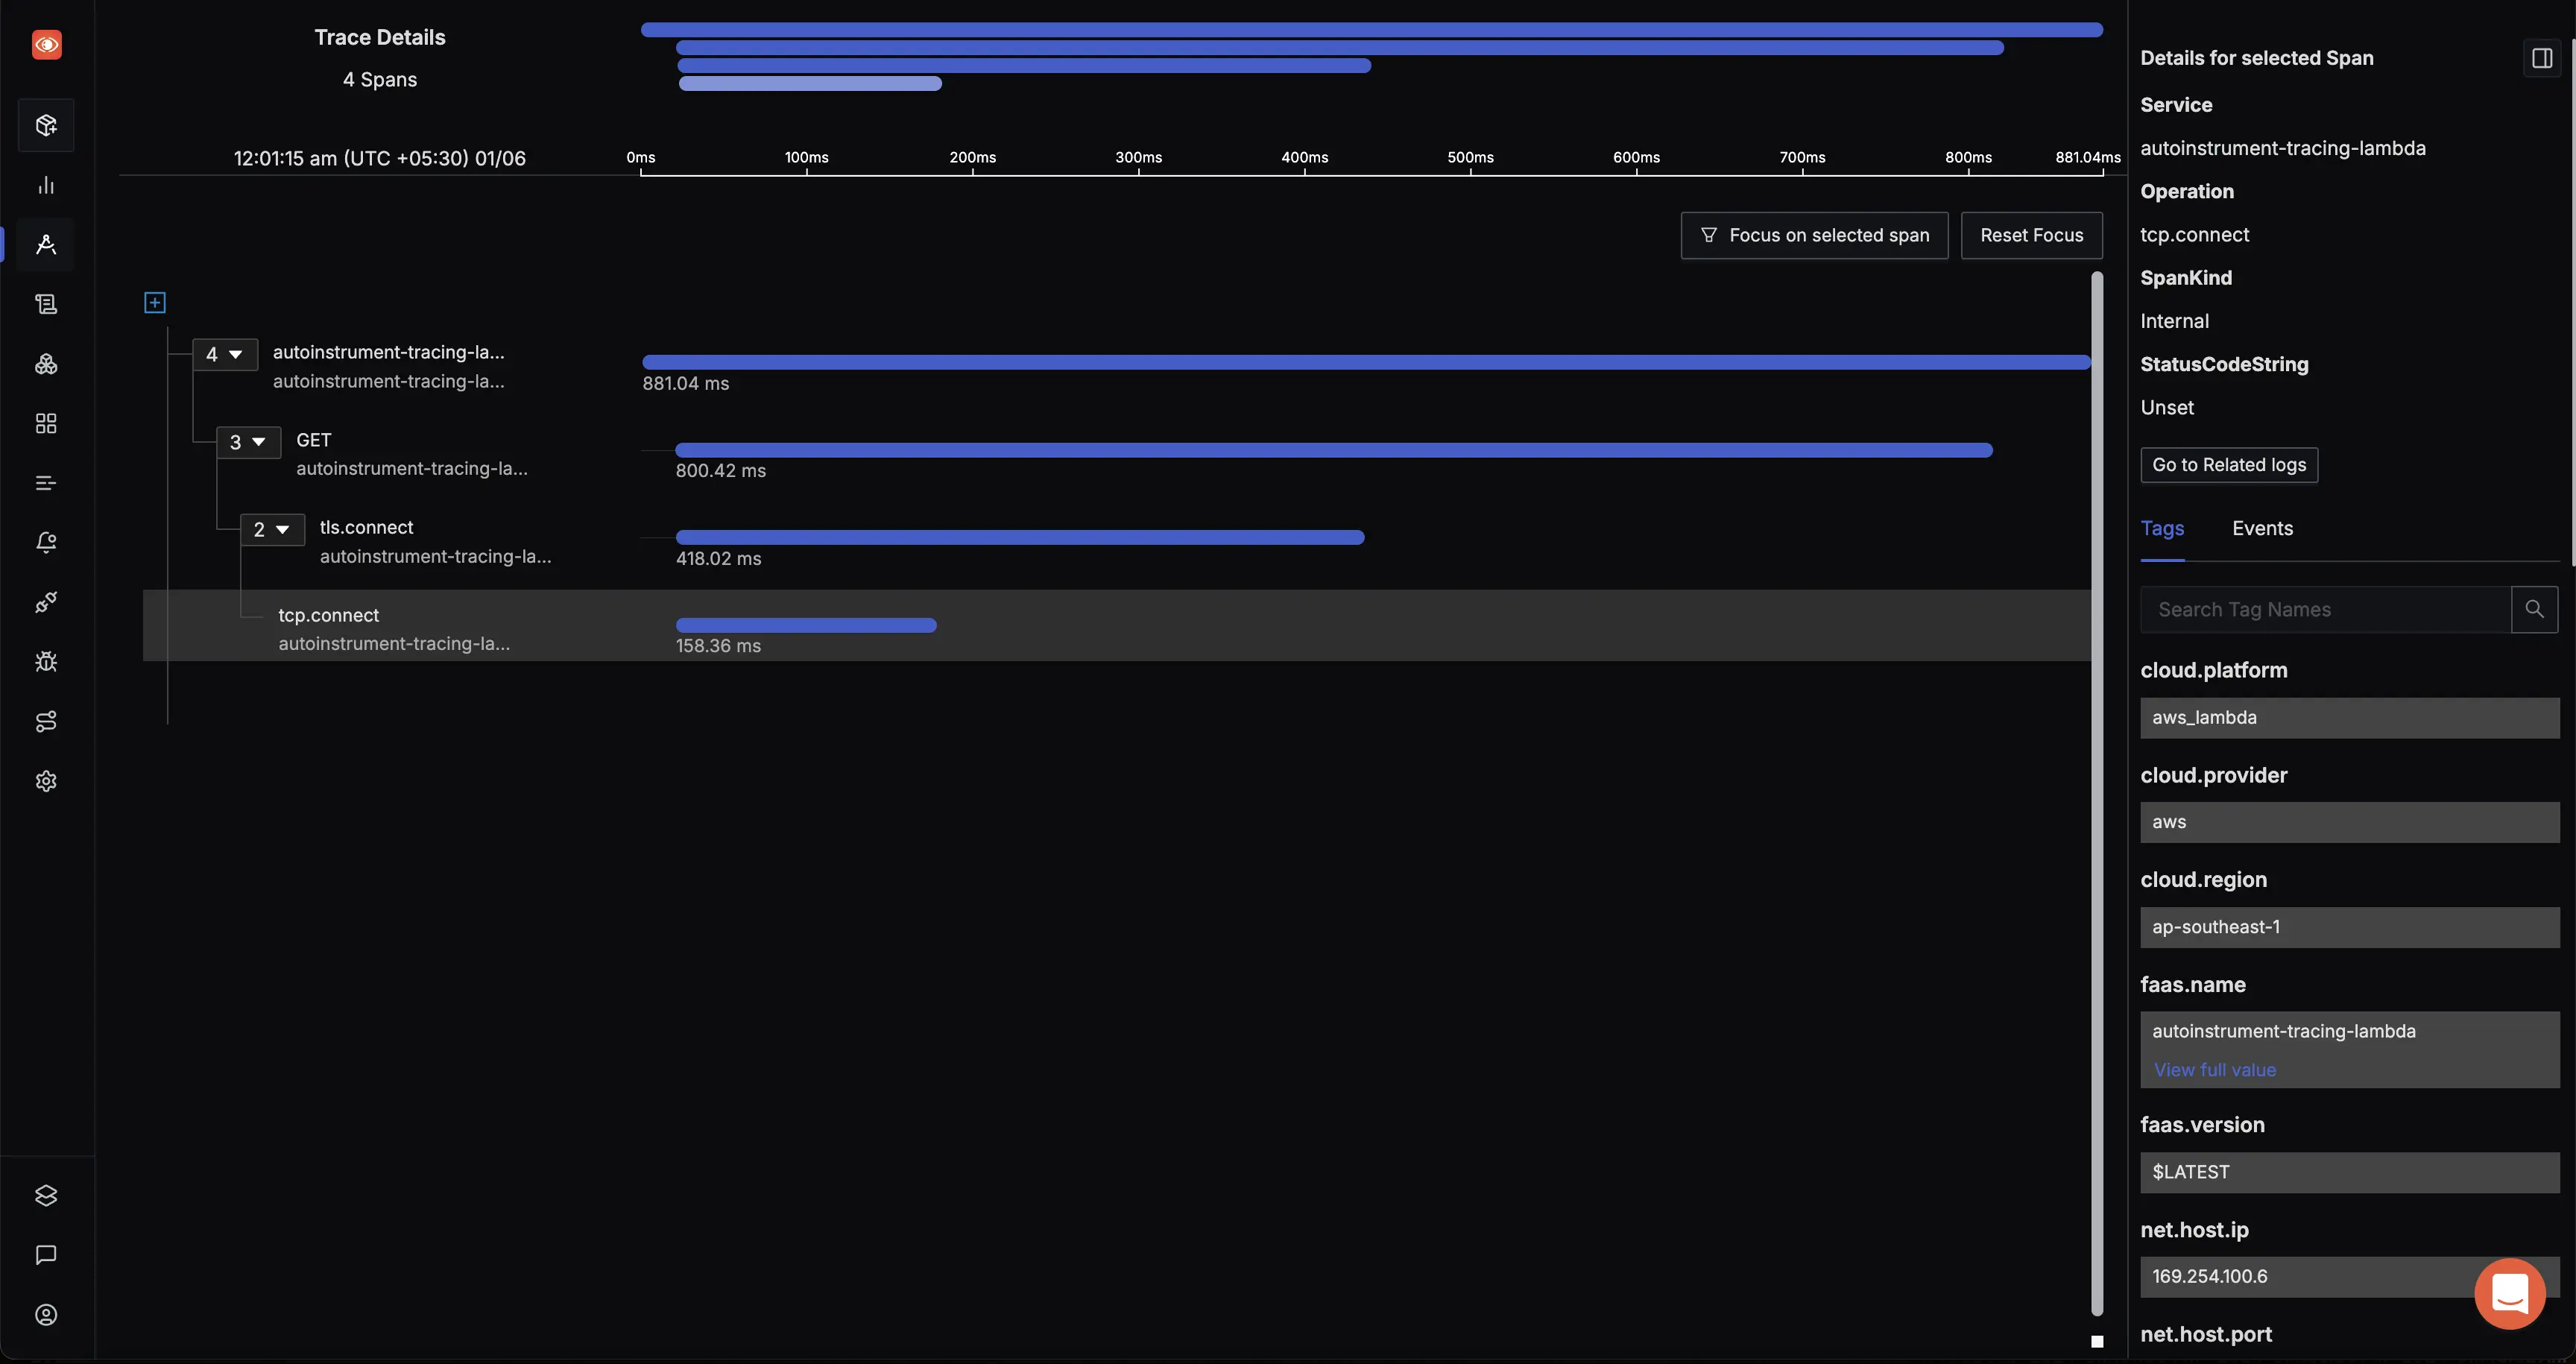 Trace Details
4 Spans
12:01:15 am (UTC +05:30) 01/06
0ms 100ms 200ms 300ms 400ms 500ms 600ms 700ms 800ms 881.04ms
Focus on selected span
Reset Focus
4
autoinstrument-tracing-la...
autoinstrument-tracing-la...
881.04 ms
3
GET
autoinstrument-tracing-la...
800.42 ms
2
tls.connect
autoinstrument-tracing-la...
418.02 ms
tcp.connect
autoinstrument-tracing-la...
158.36 ms
Details for selected Span
Service
autoinstrument-tracing-lambda
Operation
tcp.connect
SpanKind
Internal
StatusCodeString
Unset
Go to Related logs
Tags Events
Search Tag Names
cloud.platform
aws_lambda
cloud.provider
aws
cloud.region
ap-southeast-1
faas.name
autoinstrument-tracing-lambda
View full value
faas.version
$LATEST
net.host.ip
169.254.100.6
net.host.port